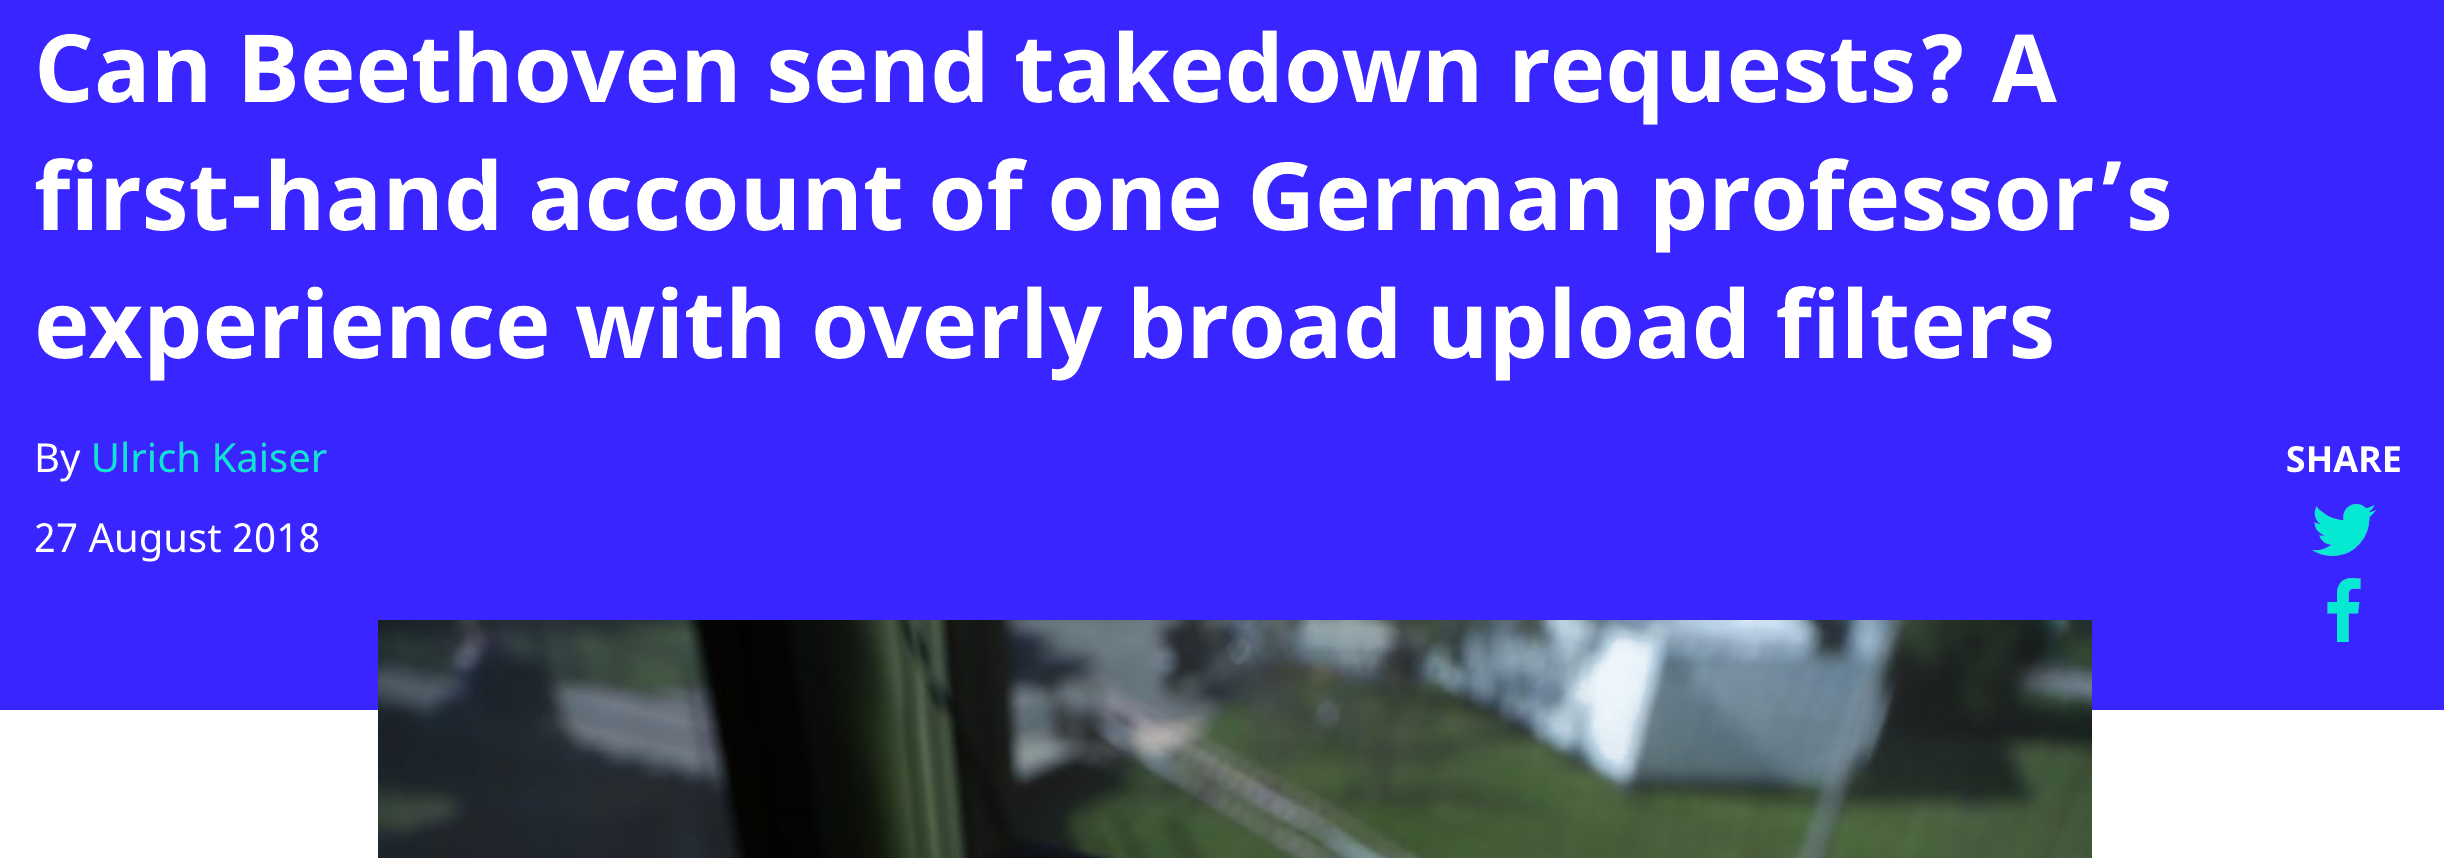 Can Beethoven send takedown requests? A
first-hand account of one German professor’s
experience with overly broad upload filters
By Ulrich Kaiser
SHARE
27 August 2018